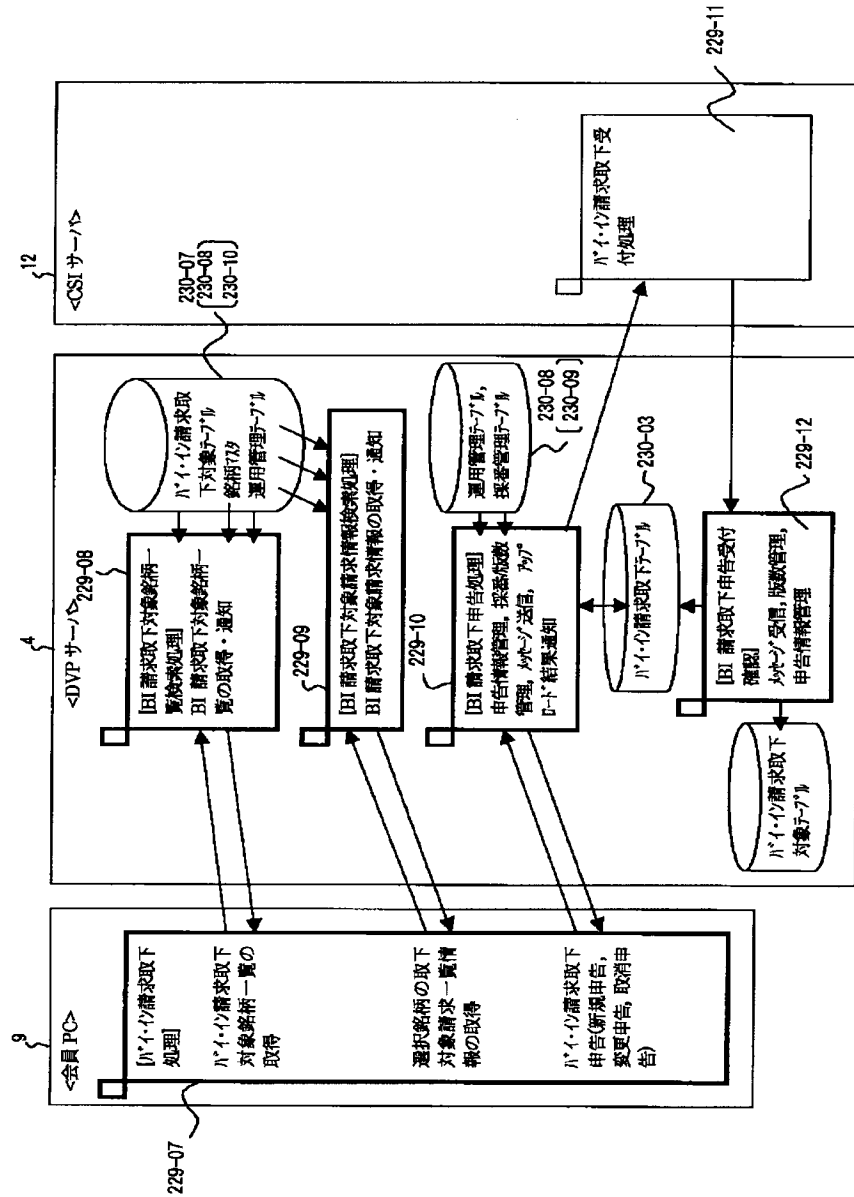 9
<会員 PC>
229-07
[バイ・イン請求取下
処理]
バイ・イン請求取下
対象銘柄一覧の
取得
選択銘柄の取下
対象請求一覧情
報の取得
バイ・イン請求取下
申告(新規申告,
変更申告, 取消申
告)
4
<DVP サーバ>
229-08
[BI 請求取下対象銘柄一
覧検索処理]
BI 請求取下対象銘柄一
覧の取得・通知
バイ・イン請求取
下対象テーブル
銘柄マスタ
運用管理テーブル
230-07
230-08
230-10
229-09
[BI 請求取下対象請求情報検索処理]
BI 請求取下対象請求情報の取得・通知
229-10
[BI 請求取下申告処理]
申告情報管理, 採番/版数
管理, メッセージ送信, アップ
ロード結果通知
運用管理テーブル,
採番管理テーブル
230-08
230-09
バイ・イン請求取下テーブル
230-03
[BI 請求取下申告受付
確認]
メッセージ受信, 版数管理,
申告情報管理
229-12
バイ・イン請求取下
対象テーブル
12
<CSI サーバ>
バイ・イン請求取下受
付処理
229-11